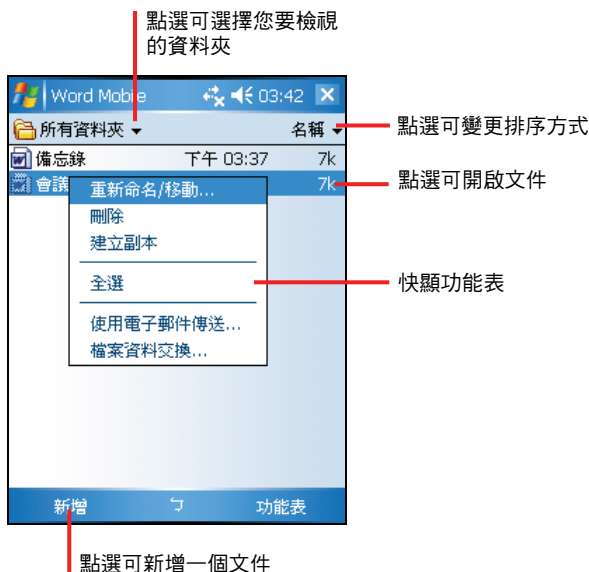 點選可選擇您要檢視
的資料夾
Word Mobile 03:42
所有資料夾 名稱
點選可變更排序方式
備忘錄 下午 03:37 7k
會議 7k
點選可開啟文件
重新命名/移動...
刪除
建立副本
全選
快顯功能表
使用電子郵件傳送...
檔案資料交換...
新增 ㄅ 功能表
點選可新增一個文件